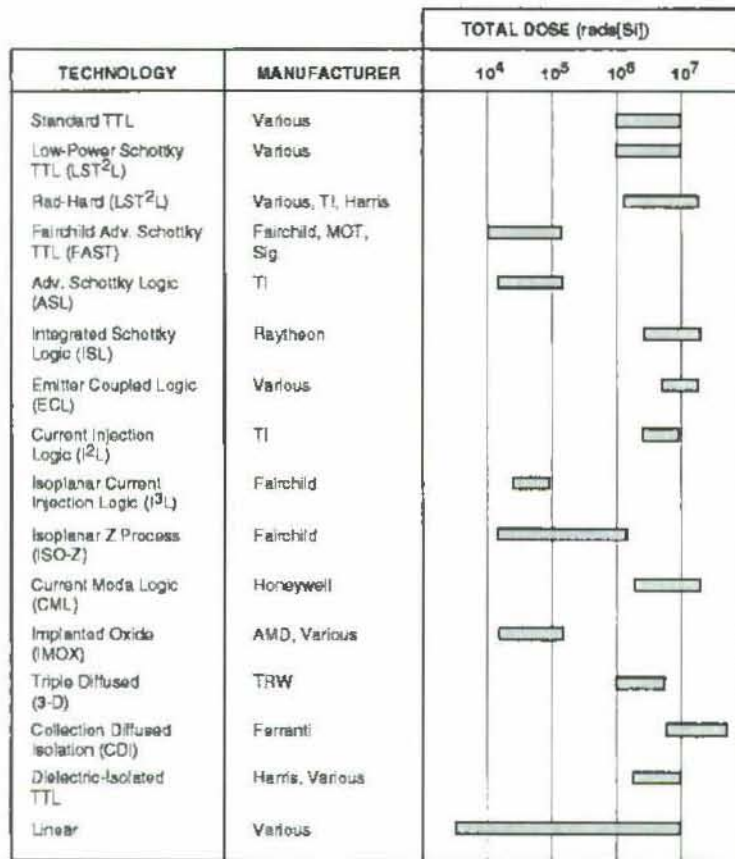 TOTAL DOSE (rads[Si])
TECHNOLOGY MANUFACTURER 10⁴ 10⁵ 10⁶ 10⁷
Standard TTL Various
Low-Power Schottky Various
TTL (LST²L)
Rad-Hard (LST²L) Various, TI, Harris
Fairchild Adv. Schottky Fairchild, MOT,
TTL (FAST) Sig
Adv. Schottky Logic TI
(ASL)
Integrated Schottky Raytheon
Logic (ISL)
Emitter Coupled Logic Various
(ECL)
Current Injection TI
Logic (I²L)
Isoplanar Current Fairchild
Injection Logic (I³L)
Isoplanar Z Process Fairchild
(ISO-Z)
Current Mode Logic Honeywell
(CML)
Implanted Oxide AMD, Various
(IMOX)
Triple Diffused TRW
(3-D)
Collection Diffused Ferranti
Isolation (CDI)
Dielectric-Isolated Harris, Various
TTL
Linear Various